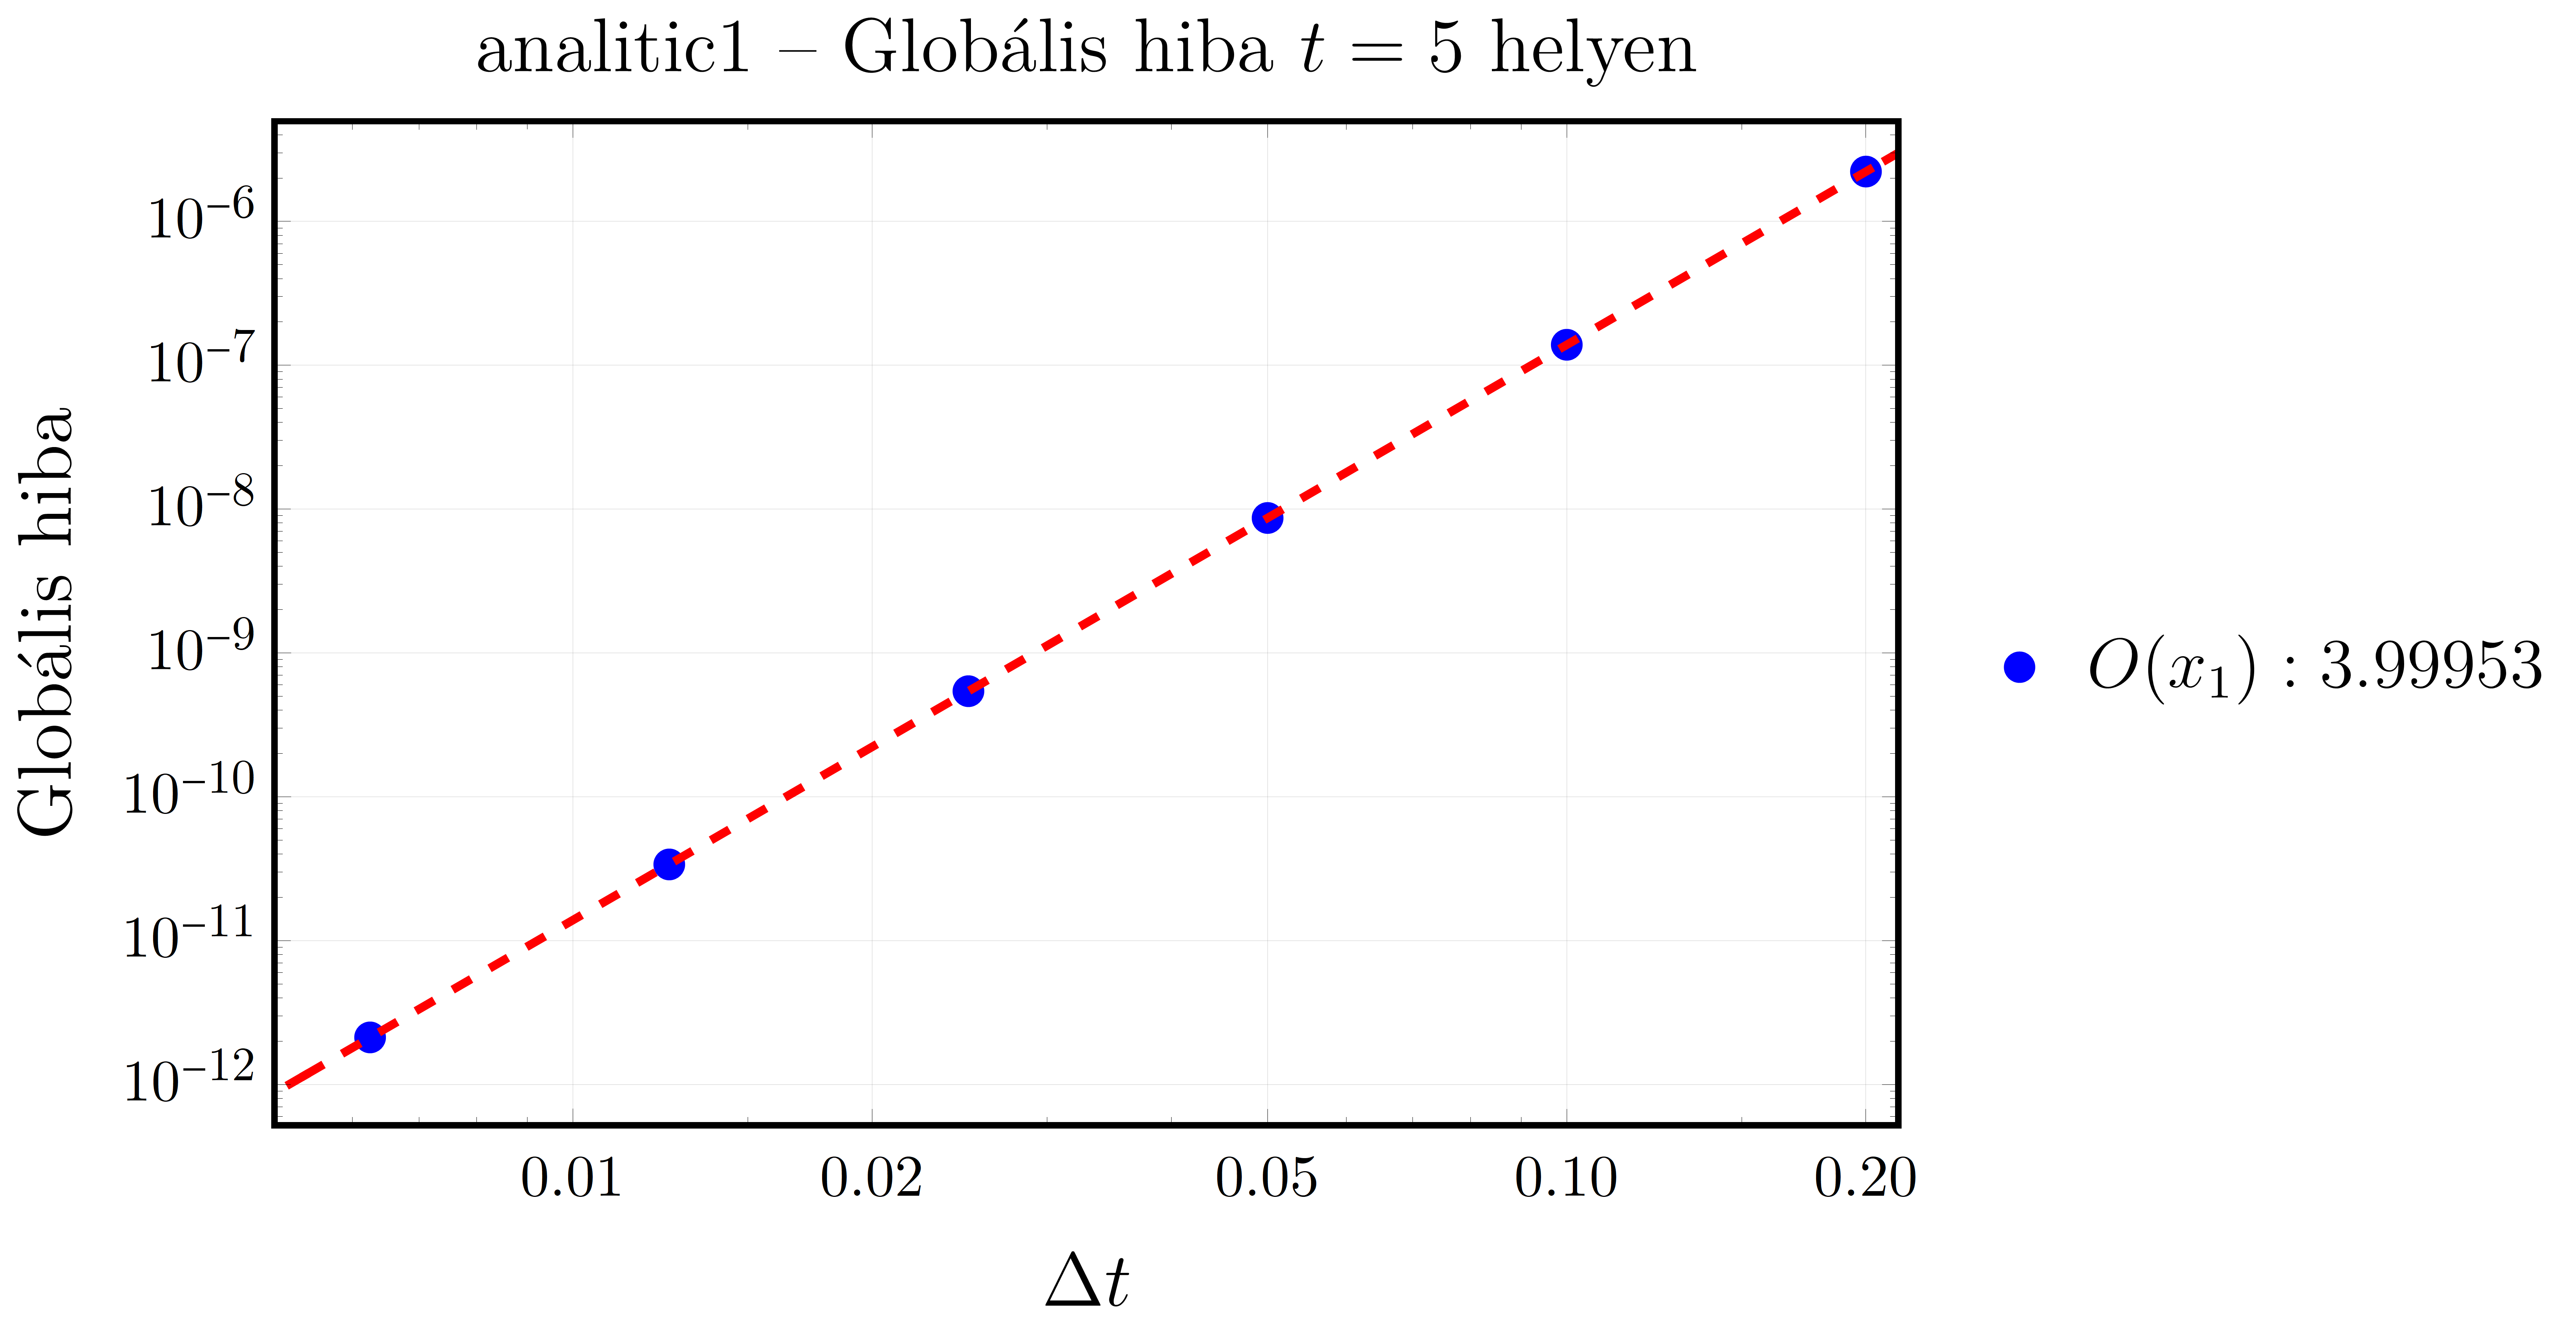 analitic1 – Globális hiba t = 5 helyen
Globális hiba
10⁻⁶
10⁻⁷
10⁻⁸
10⁻⁹
10⁻¹⁰
10⁻¹¹
10⁻¹²
0.01 0.02 0.05 0.10 0.20
Δt
O(x₁) : 3.99953